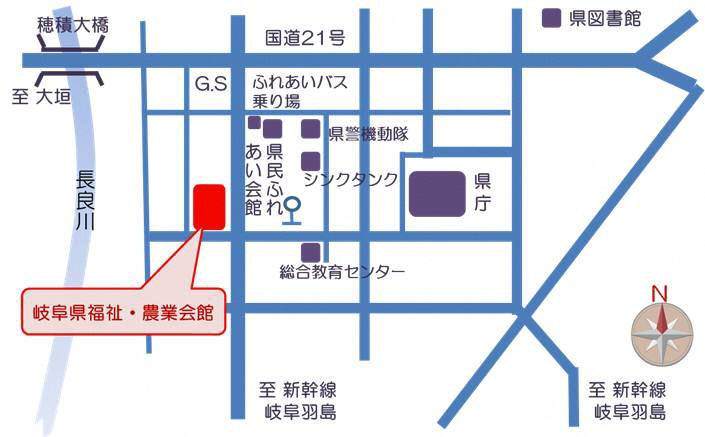 穂積大橋
国道21号
県図書館
至 大垣
G.S
ふれあいバス
乗り場
県警機動隊
県民ふれ
あい会館
シンクタンク
県庁
長良川
総合教育センター
岐阜県福祉・農業会館
N
至 新幹線
岐阜羽島
至 新幹線
岐阜羽島